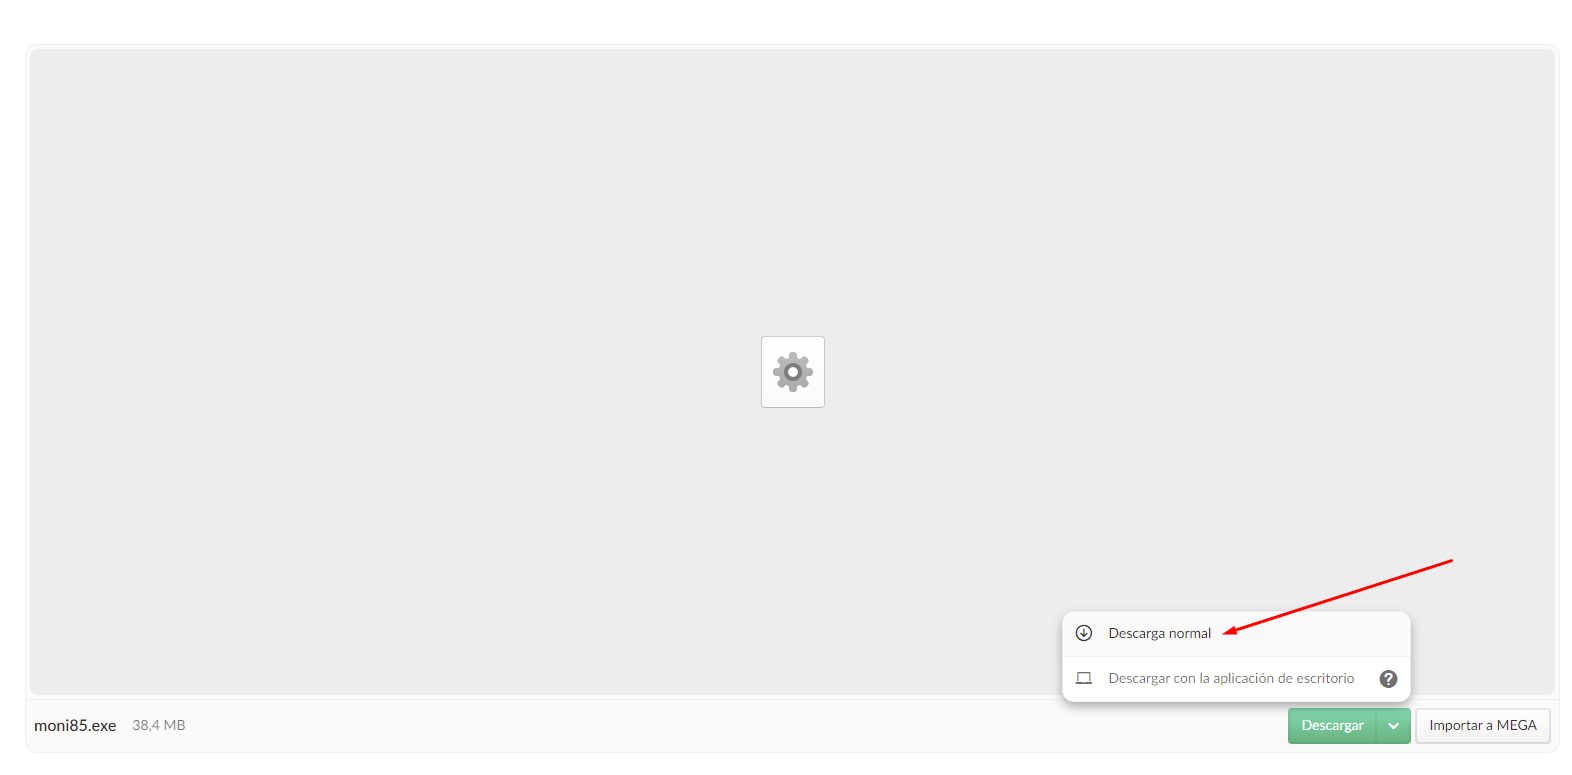 Descarga normal
Descargar con la aplicación de escritorio ?
moni85.exe 38,4 MB Descargar Importar a MEGA